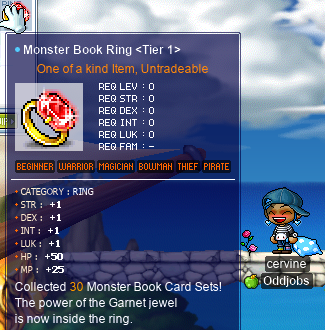 Monster Book Ring <Tier 1>
One of a kind Item, Untradeable
REQ LEV : 0
REQ STR : 0
REQ DEX : 0
REQ INT : 0
REQ LUK : 0
REQ FAM : -
BEGINNER WARRIOR MAGICIAN BOWMAN THIEF PIRATE
CATEGORY : RING
STR : +1
DEX : +1
INT : +1
LUK : +1
HP : +50
MP : +25
Collected 30 Monster Book Card Sets!
The power of the Garnet jewel
is now inside the ring.
cervine
Oddjobs